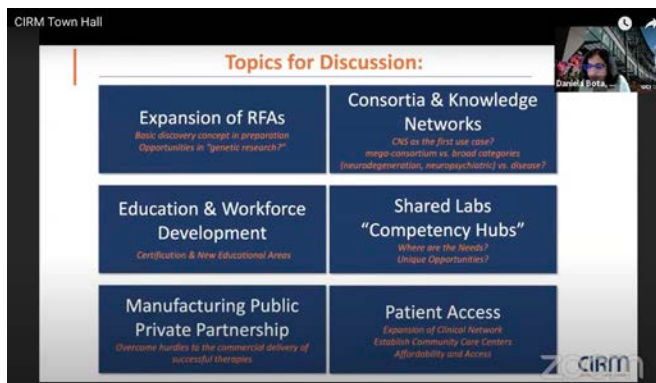 CIRM Town Hall
Topics for Discussion:
Daniela Bota, ...
Expansion of RFAs
Basic discovery concept in preparation
Opportunities in "genetic research?"
Consortia & Knowledge
Networks
CNS as the first use case?
mega-consortium vs. broad categories
(neurodegeneration, neuropsychiatric) vs. disease?
Education & Workforce
Development
Certification & New Educational Areas
Shared Labs
"Competency Hubs"
Where are the Needs?
Unique Opportunities?
Manufacturing Public
Private Partnership
Overcome hurdles to the commercial delivery of
successful therapies
Patient Access
Expansion of Clinical Network
Establish Community Care Centers
Affordability and Access
zoom
CIRM